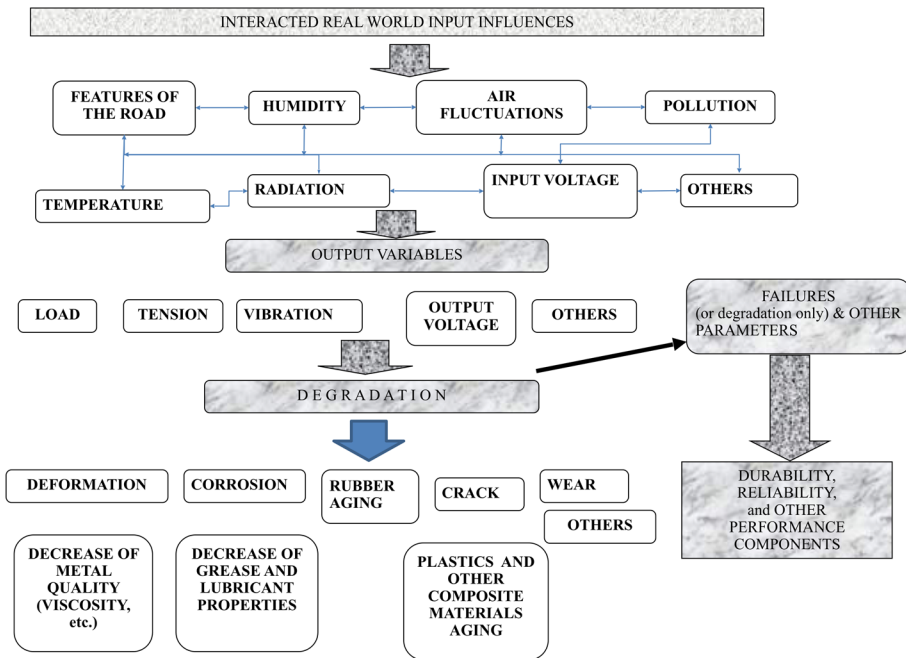 INTERACTED REAL WORLD INPUT INFLUENCES
FEATURES OF
THE ROAD
HUMIDITY
AIR
FLUCTUATIONS
POLLUTION
TEMPERATURE
RADIATION
INPUT VOLTAGE
OTHERS
OUTPUT VARIABLES
LOAD
TENSION
VIBRATION
OUTPUT
VOLTAGE
OTHERS
FAILURES
(or degradation only) & OTHER
PARAMETERS
D E G R A D A T I O N
DEFORMATION
CORROSION
RUBBER
AGING
CRACK
WEAR
OTHERS
DURABILITY,
RELIABILITY,
and OTHER
PERFORMANCE
COMPONENTS
DECREASE OF
METAL
QUALITY
(VISCOSITY,
etc.)
DECREASE OF
GREASE AND
LUBRICANT
PROPERTIES
PLASTICS AND
OTHER
COMPOSITE
MATERIALS
AGING